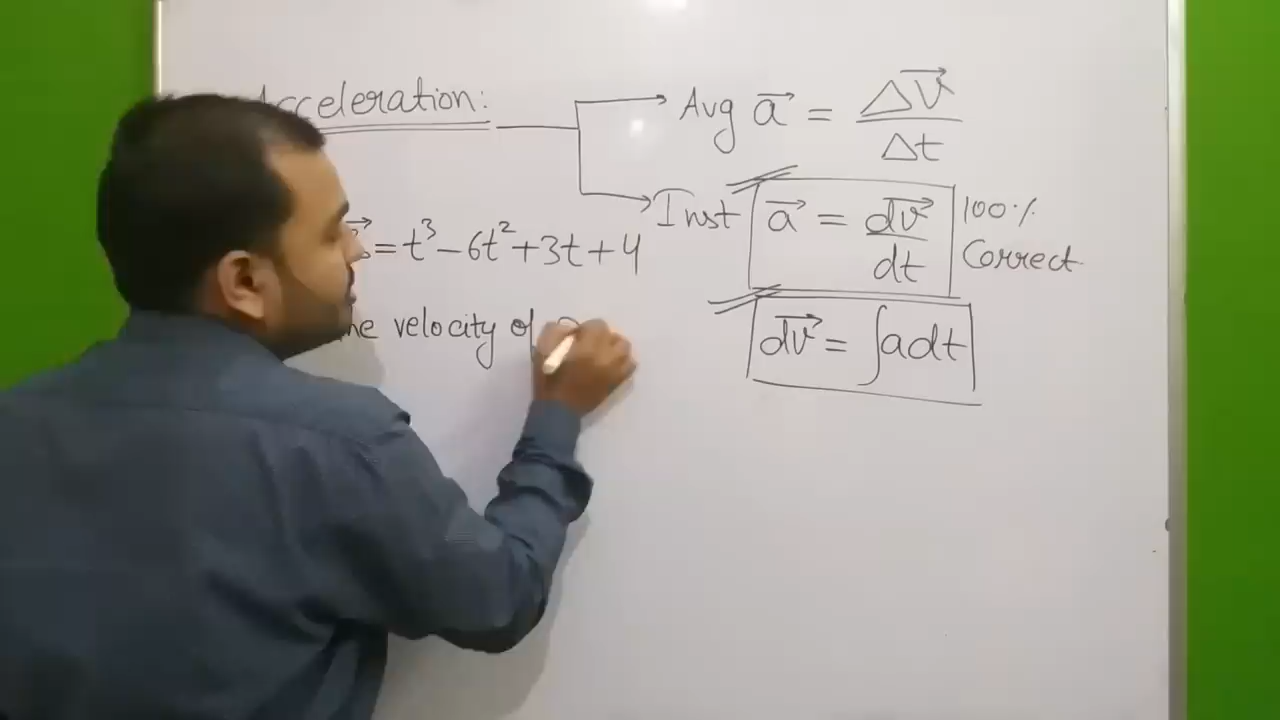 Acceleration:
Avg a⃗ = Δv⃗/Δt
Inst a⃗ = dv⃗/dt
100% Correct
= t³ – 6t² + 3t + 4
velocity of
dv⃗ = ∫adt